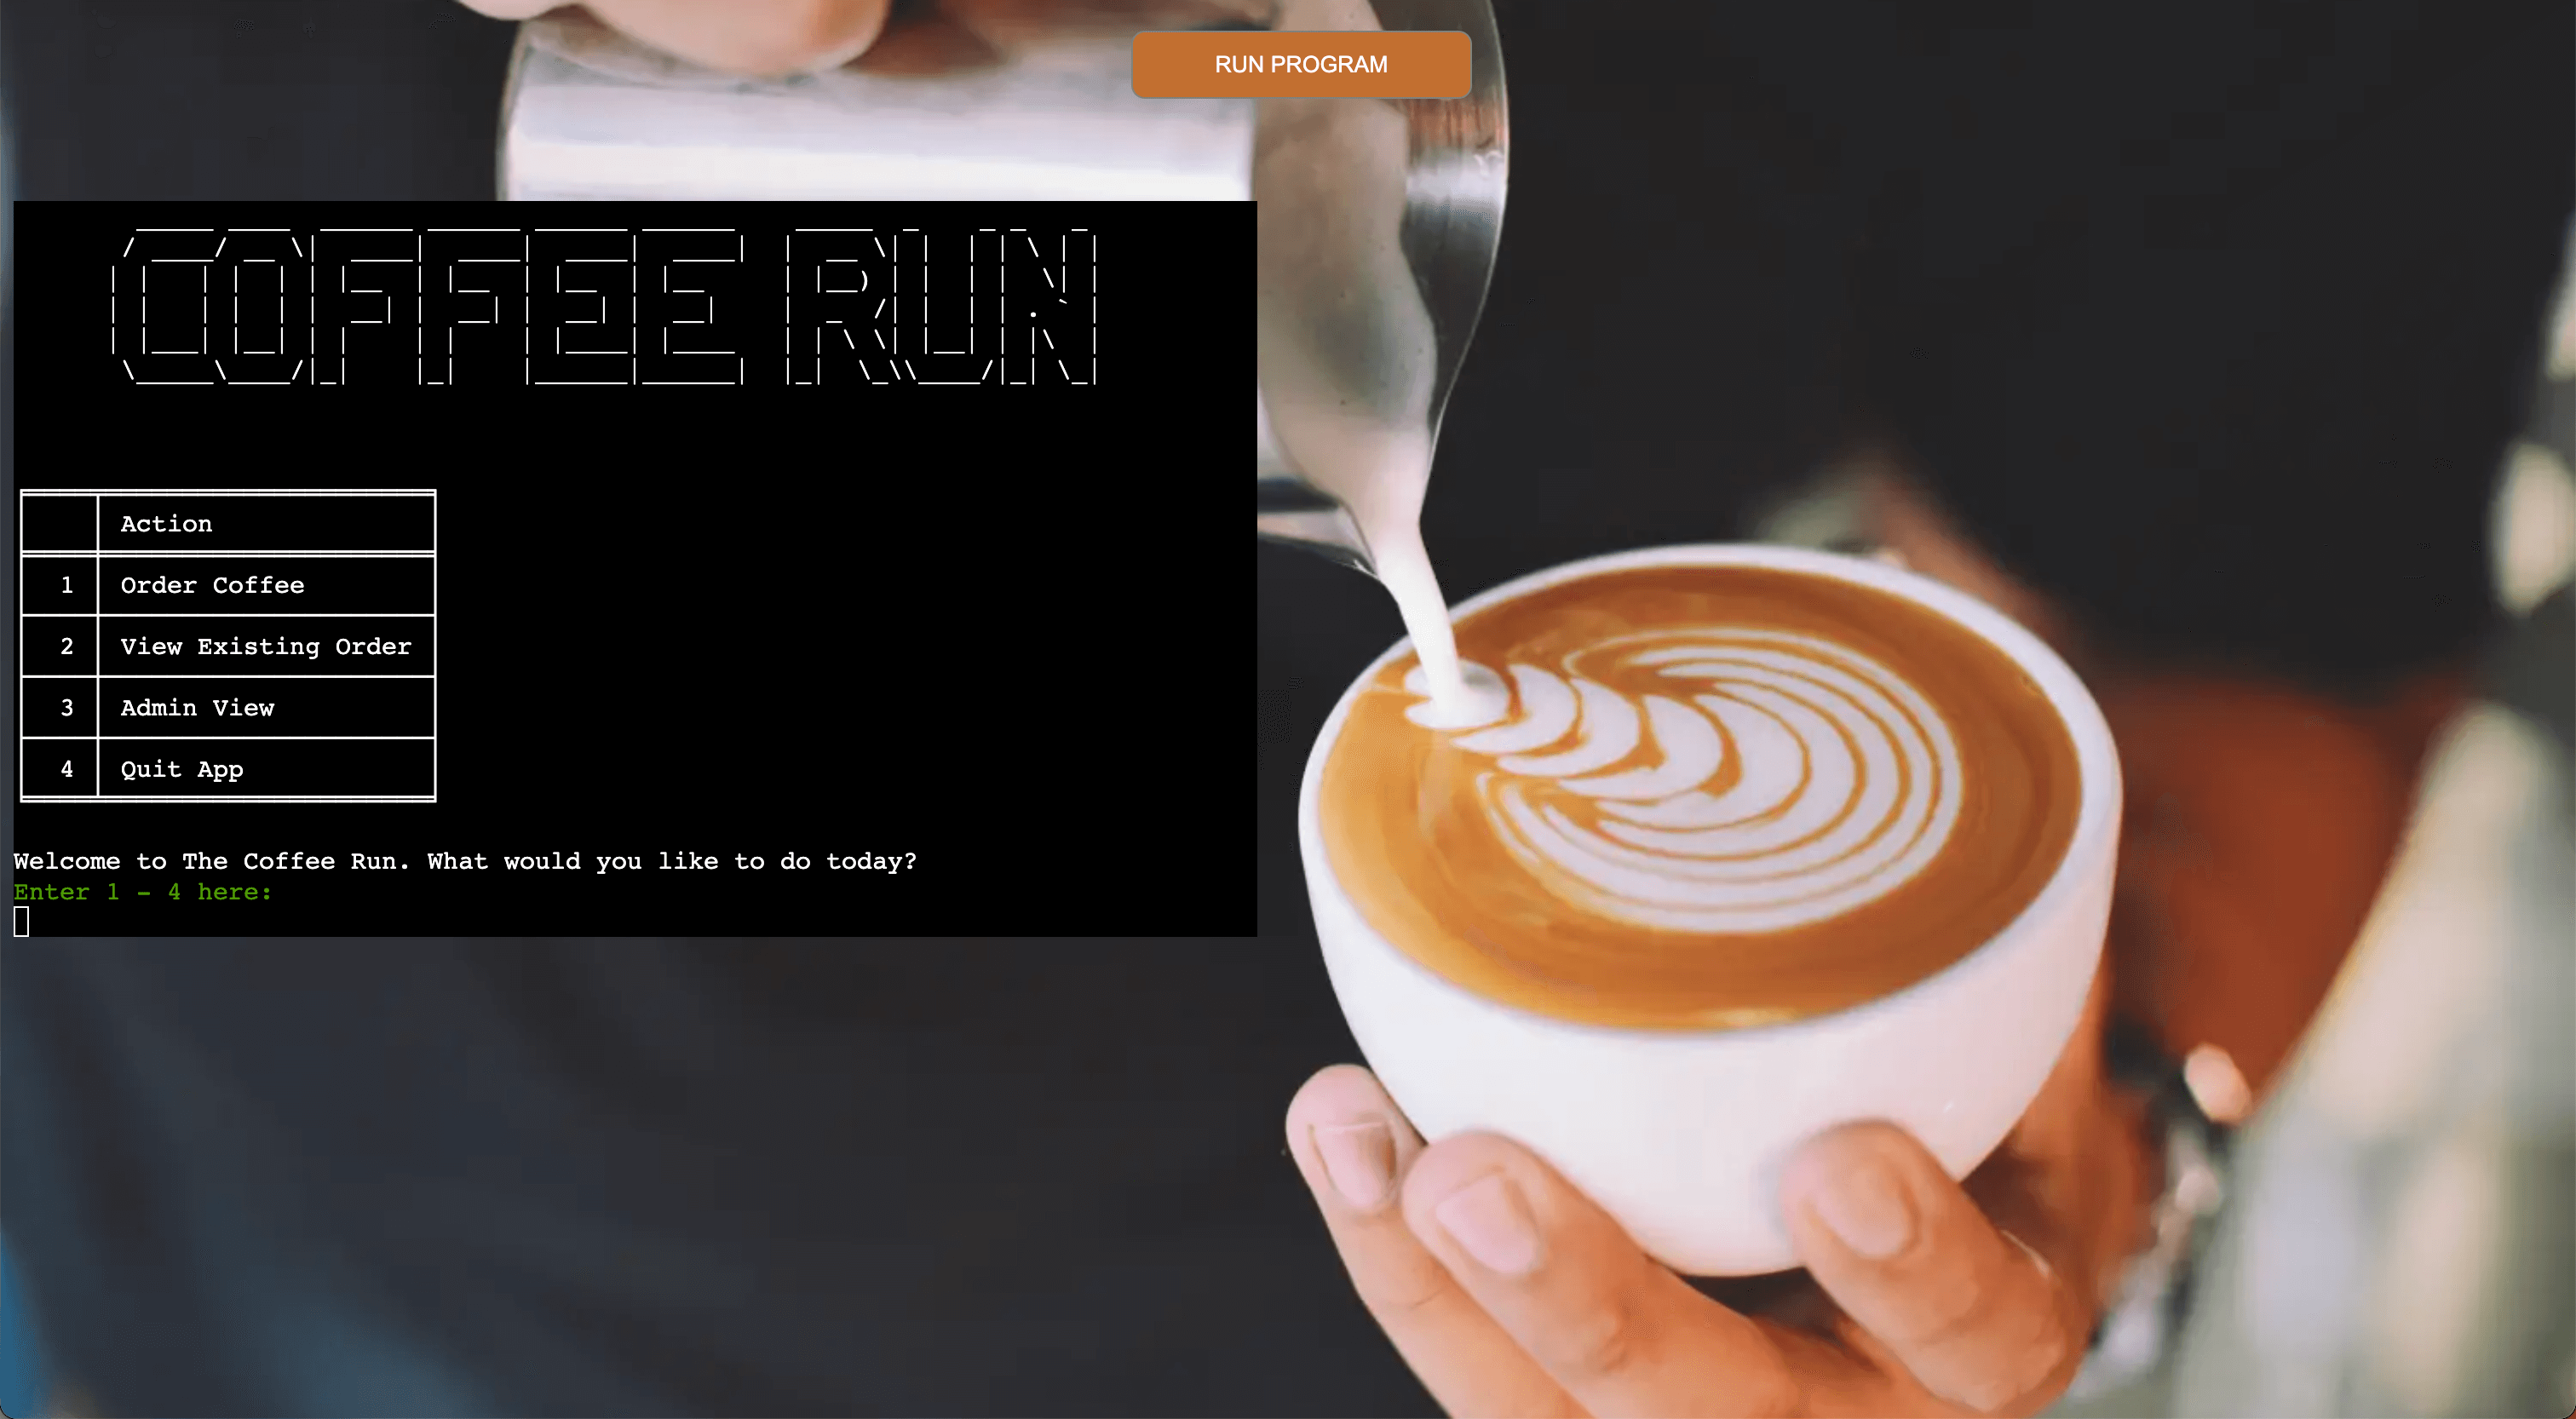 RUN PROGRAM
COFFEE RUN
Action
1 Order Coffee
2 View Existing Order
3 Admin View
4 Quit App
Welcome to The Coffee Run. What would you like to do today?
Enter 1 - 4 here: